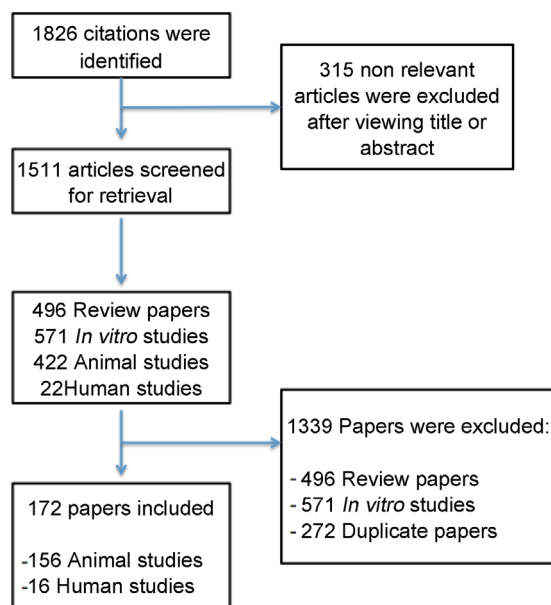 1826 citations were
identified
315 non relevant
articles were excluded
after viewing title or
abstract
1511 articles screened
for retrieval
496 Review papers
571 In vitro studies
422 Animal studies
22Human studies
1339 Papers were excluded:
- 496 Review papers
- 571 In vitro studies
- 272 Duplicate papers
172 papers included
-156 Animal studies
-16 Human studies